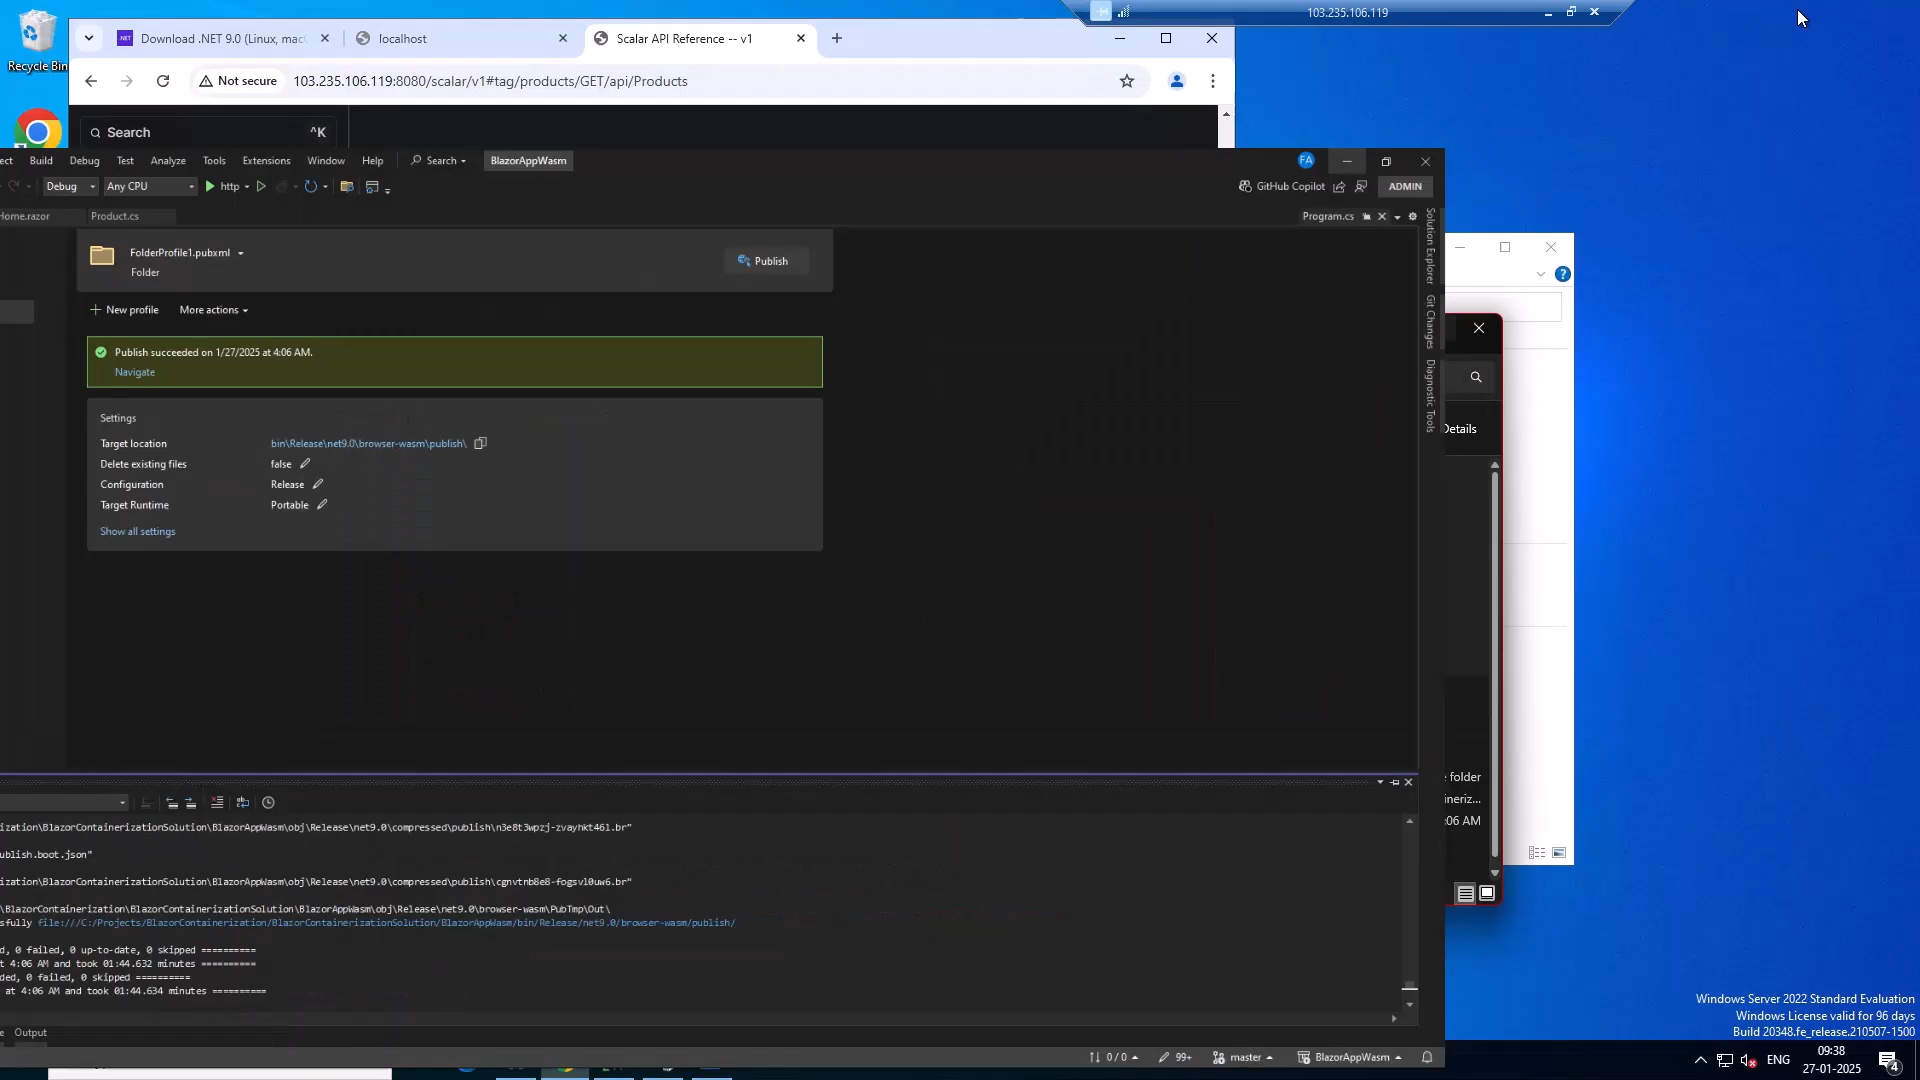 103.235.106.119
Recycle Bin
Download .NET 9.0 (Linux, mac
localhost
Scalar API Reference -- v1
Not secure
103.235.106.119:8080/scalar/v1#tag/products/GET/api/Products
Search
^K
ect
Build
Debug
Test
Analyze
Tools
Extensions
Window
Help
Search
BlazorAppWasm
FA
Debug
Any CPU
http
GitHub Copilot
ADMIN
Home.razor
Product.cs
Program.cs
Solution Explorer
Git Changes
Diagnostic Tools
FolderProfile1.pubxml
Folder
Publish
New profile
More actions
Publish succeeded on 1/27/2025 at 4:06 AM.
Navigate
Settings
Target location
bin\Release\net9.0\browser-wasm\publish\
Delete existing files
false
Configuration
Release
Target Runtime
Portable
Show all settings
Details
e folder
ineriz...
:06 AM
ization\BlazorContainerizationSolution\BlazorAppWasm\obj\Release\net9.0\compressed\publish\n3e8t3wpzj-zvayhkt461.br"
ublish.boot.json"
ization\BlazorContainerizationSolution\BlazorAppWasm\obj\Release\net9.0\compressed\publish\cgnvtnb8e8-fogsvl0uw6.br"
\BlazorContainerization\BlazorContainerizationSolution\BlazorAppWasm\obj\Release\net9.0\browser-wasm\PubTmp\Out\
sfully file:///C:/Projects/BlazorContainerization/BlazorContainerizationSolution/BlazorAppWasm/bin/Release/net9.0/browser-wasm/publish/
d, 0 failed, 0 up-to-date, 0 skipped ==========
t 4:06 AM and took 01:44.632 minutes ==========
ded, 0 failed, 0 skipped ==========
at 4:06 AM and took 01:44.634 minutes ==========
Output
0 / 0
99+
master
BlazorAppWasm
Windows Server 2022 Standard Evaluation
Windows License valid for 96 days
Build 20348.fe_release.210507-1500
ENG
09:38
27-01-2025
4